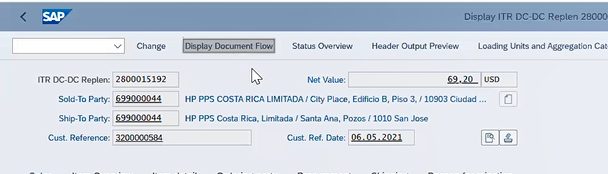 SAP Display ITR DC-DC Replen 2800
Change Display Document Flow Status Overview Header Output Preview Loading Units and Aggregation Cate
ITR DC-DC Replen: 2800015192 Net Value: 69,20 USD
Sold-To Party: 699000044 HP PPS COSTA RICA LIMITADA / City Place, Edificio B, Piso 3, / 10903 Ciudad ...
Ship-To Party: 699000044 HP PPS Costa Rica, Limitada / Santa Ana, Pozos / 1010 San Jose
Cust. Reference: 3200000584 Cust. Ref. Date: 06.05.2021